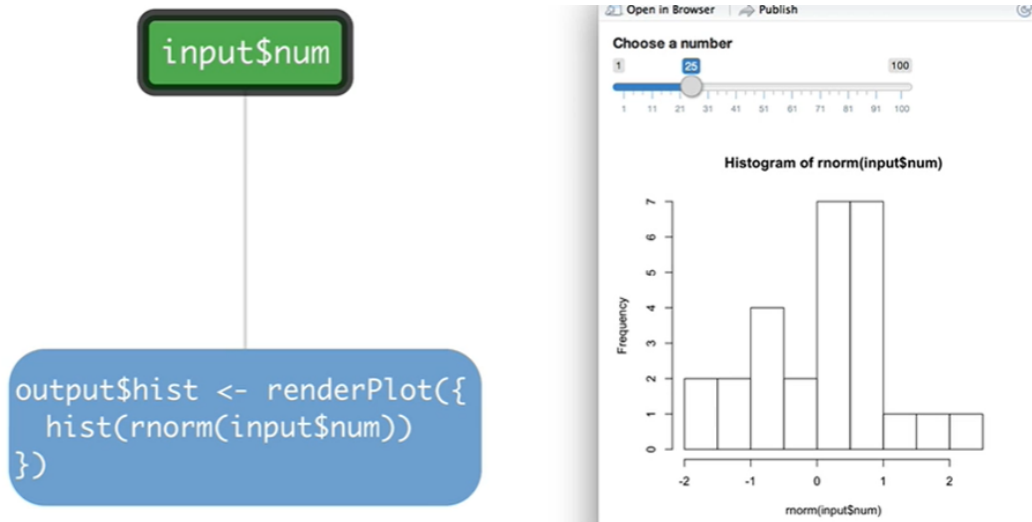 input$num
output$hist <- renderPlot({
hist(rnorm(input$num))
})
Open in Browser Publish
Choose a number
1 25 100
1 11 21 31 41 51 61 71 81 91 100
Histogram of rnorm(input$num)
Frequency
7
6
5
4
3
2
1
0
-2 -1 0 1 2
rnorm(input$num)